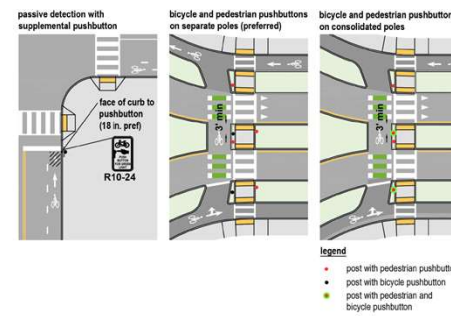 passive detection with
supplemental pushbutton
face of curb to
pushbutton
(18 in. pref)
R10-24
bicycle and pedestrian pushbuttons
on separate poles (preferred)
3' min
bicycle and pedestrian pushbutton
on consolidated poles
3' min
legend
post with pedestrian pushbutt
post with bicycle pushbutton
post with pedestrian and
bicycle pushbutton